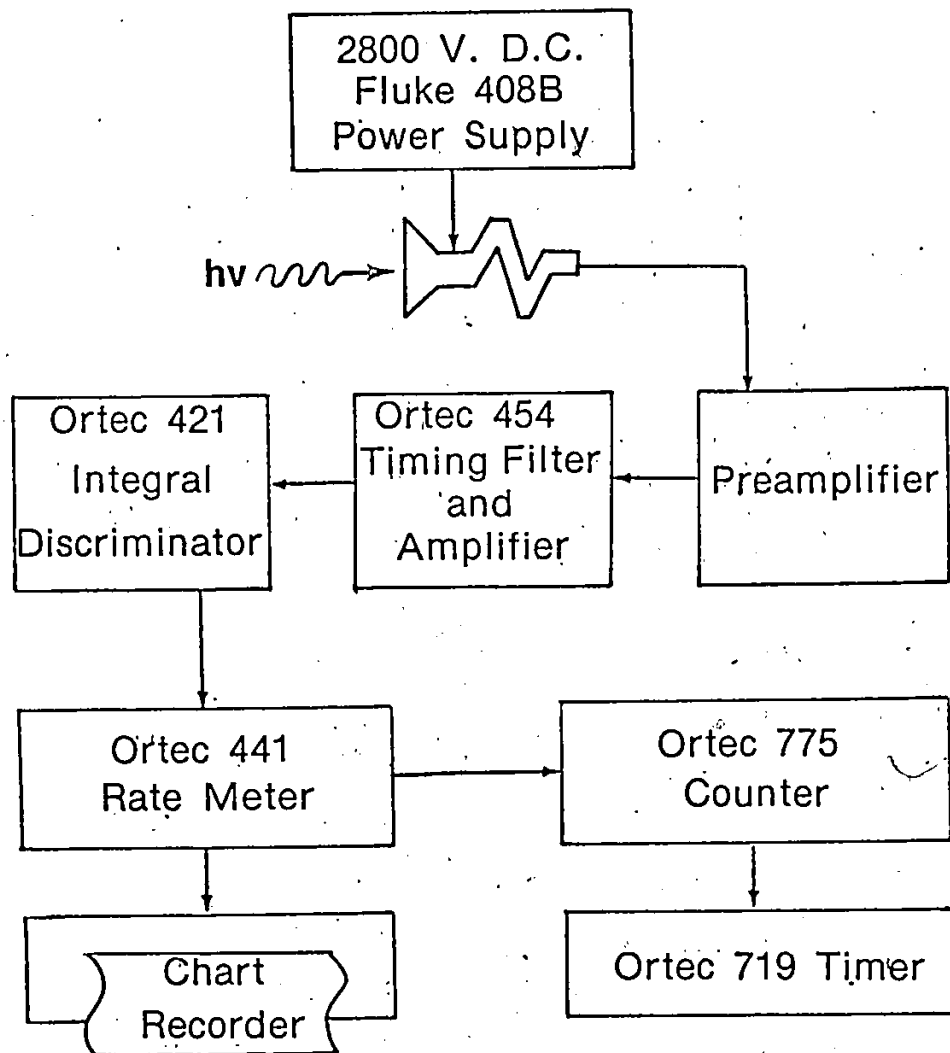 2800 V. D.C.
Fluke 408B
Power Supply
hν
Ortec 421
Integral
Discriminator
Ortec 454
Timing Filter
and
Amplifier
Preamplifier
Ortec 441
Rate Meter
Ortec 775
Counter
Chart
Recorder
Ortec 719 Timer